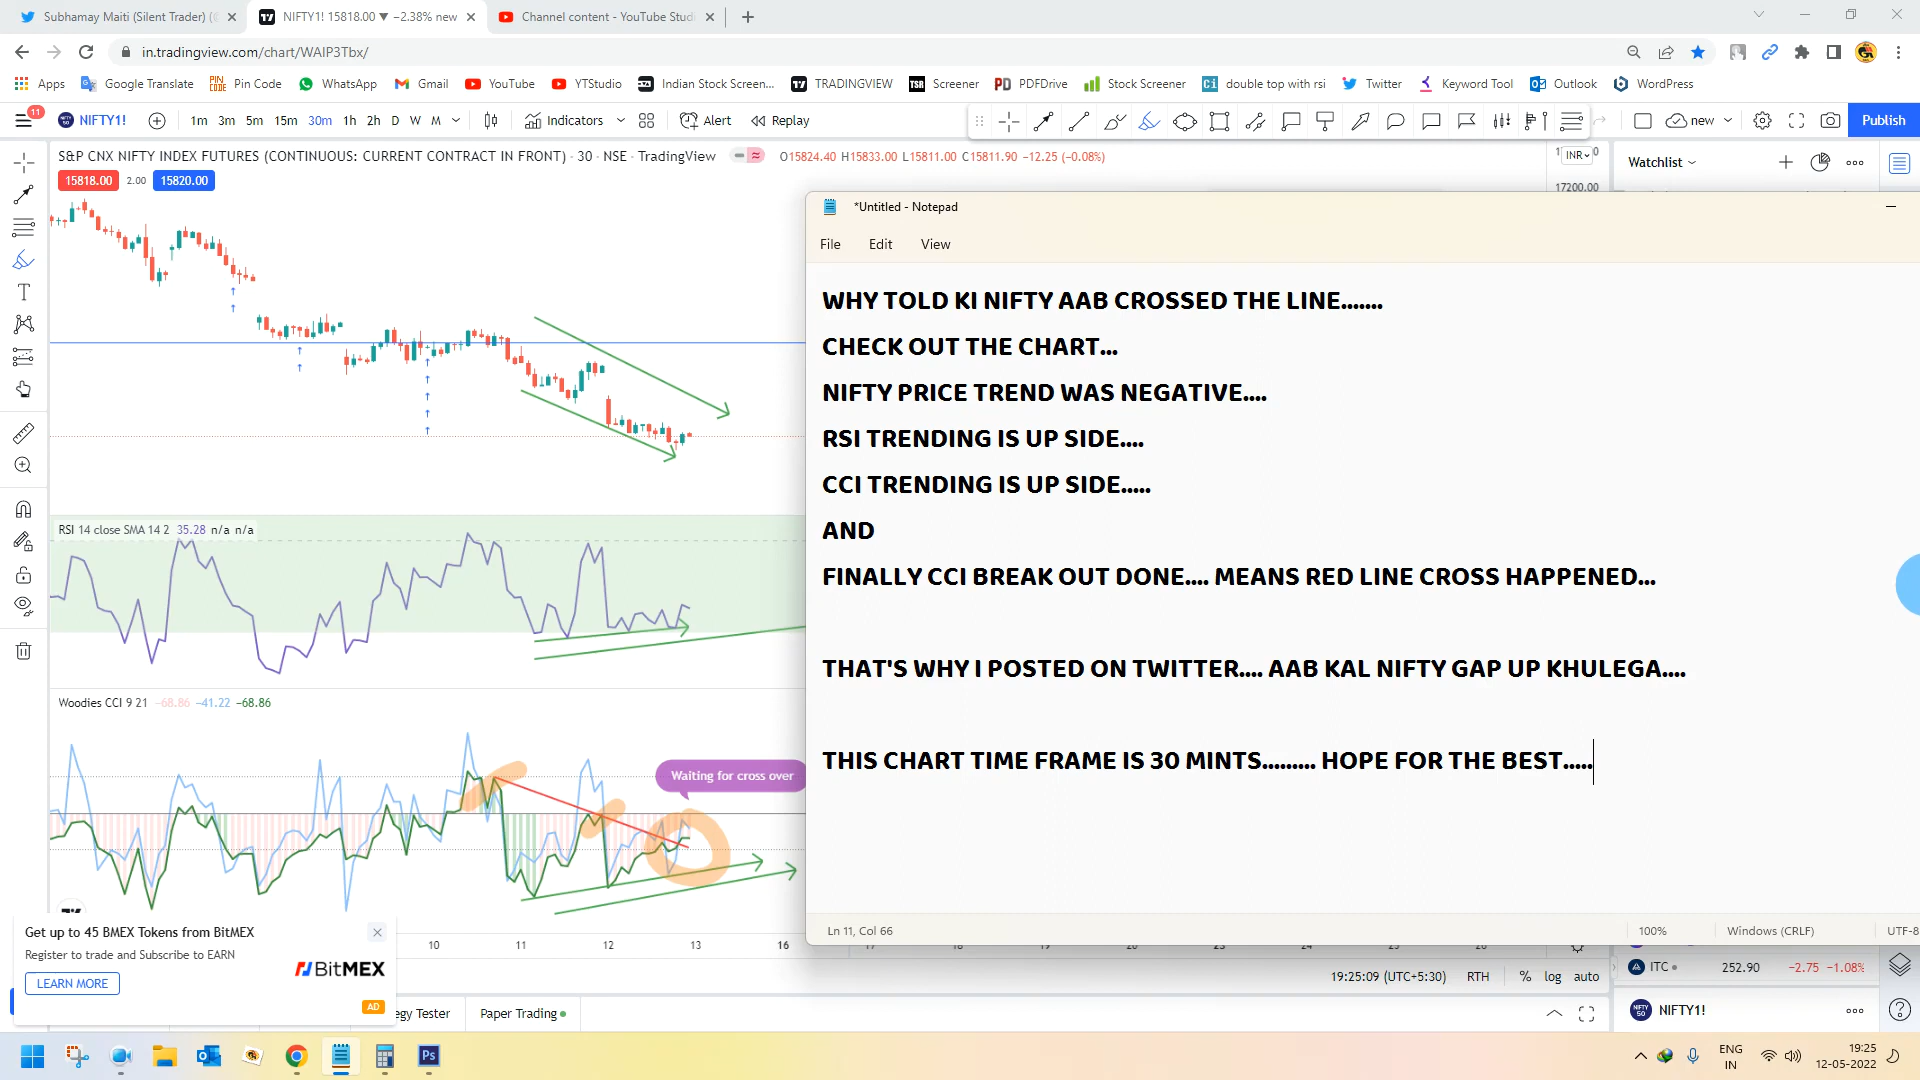 Subhamay Maiti (Silent Trader) (
NIFTY1! 15818.00 ▼ −2.38% new
Channel content - YouTube Stud
in.tradingview.com/chart/WAIP3Tbx/
Apps
Google Translate
PIN CODE Pin Code
WhatsApp
Gmail
YouTube
YTStudio
Indian Stock Screen...
TRADINGVIEW
TSR Screener
PD PDFDrive
Stock Screener
Ci double top with rsi
Twitter
Keyword Tool
Outlook
WordPress
11
NIFTY1!
1m 3m 5m 15m 30m 1h 2h D W M
Indicators
Alert
Replay
new
Publish
S&P CNX NIFTY INDEX FUTURES (CONTINUOUS: CURRENT CONTRACT IN FRONT) · 30 · NSE · TradingView
O15824.40 H15833.00 L15811.00 C15811.90 −12.25 (−0.08%)
INR
Watchlist
15818.00 2.00 15820.00
17200.00
*Untitled - Notepad
File Edit View
WHY TOLD KI NIFTY AAB CROSSED THE LINE.......
CHECK OUT THE CHART...
NIFTY PRICE TREND WAS NEGATIVE....
RSI TRENDING IS UP SIDE....
CCI TRENDING IS UP SIDE.....
AND
FINALLY CCI BREAK OUT DONE.... MEANS RED LINE CROSS HAPPENED...
THAT'S WHY I POSTED ON TWITTER.... AAB KAL NIFTY GAP UP KHULEGA....
THIS CHART TIME FRAME IS 30 MINTS......... HOPE FOR THE BEST.....
Ln 11, Col 66
100%
Windows (CRLF)
UTF-8
RSI 14 close SMA 14 2 35.28 n/a n/a
Woodies CCI 9 21 −68.86 −41.22 −68.86
Waiting for cross over
10 11 12 13 16
Get up to 45 BMEX Tokens from BitMEX
Register to trade and Subscribe to EARN
LEARN MORE
BitMEX
AD
19:25:09 (UTC+5:30) RTH % log auto
ITC 252.90 −2.75 −1.08%
egy Tester
Paper Trading
NIFTY 50 NIFTY1!
Ps
ENG
IN
19:25
12-05-2022